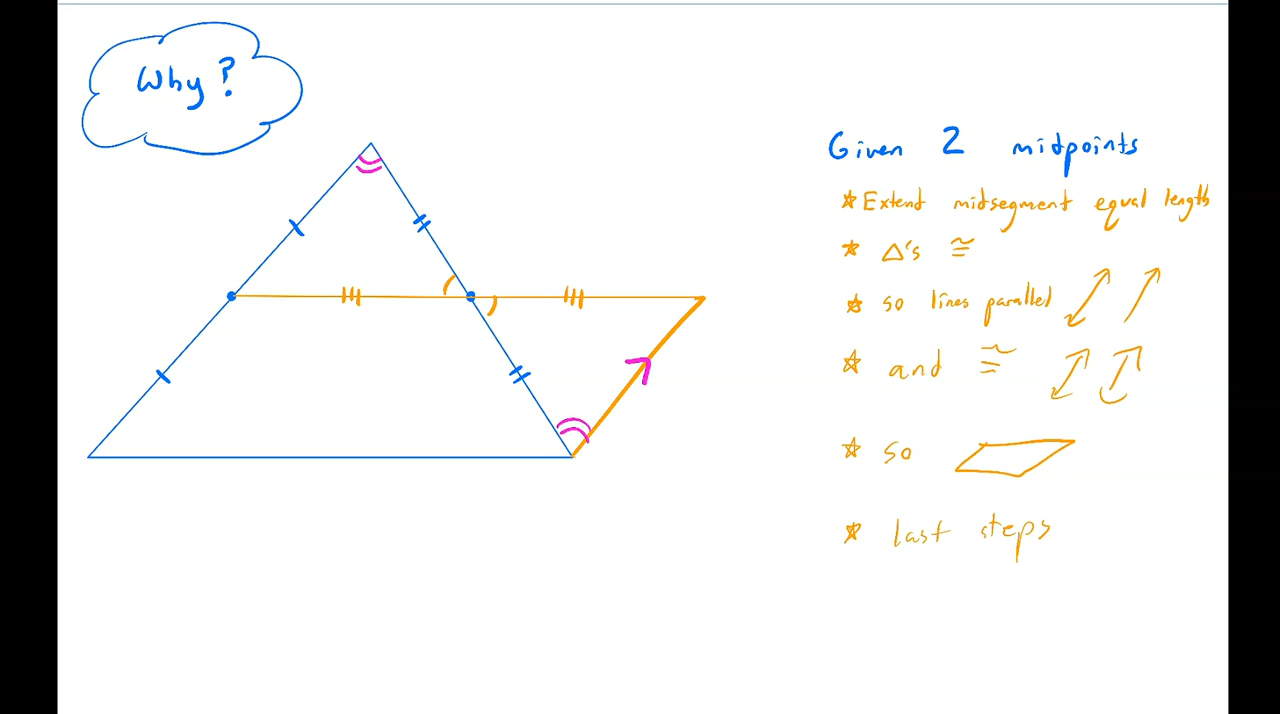 Why?
Given 2 midpoints
* Extend midsegment equal length
* Δ's ≅
* so lines parallel
* and ≅
* so
* last steps